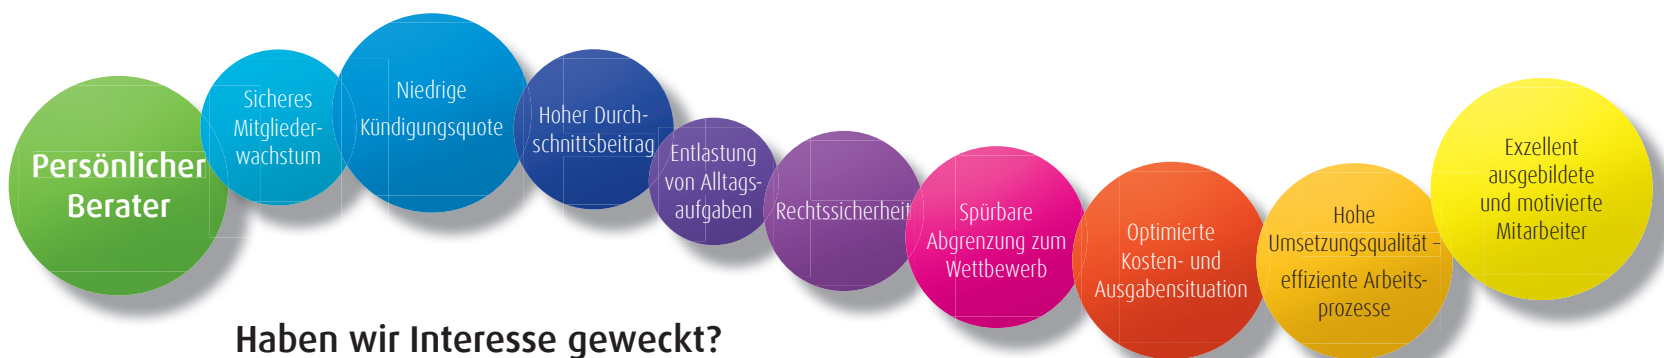 Persönlicher
Berater
Sicheres
Mitglieder-
wachstum
Niedrige
Kündigungsquote
Hoher Durch-
schnittsbeitrag
Entlastung
von Alltags-
aufgaben
Rechtssicherheit
Spürbare
Abgrenzung zum
Wettbewerb
Optimierte
Kosten- und
Ausgabensituation
Hohe
Umsetzungsqualität –
effiziente Arbeits-
prozesse
Exzellent
ausgebildete
und motivierte
Mitarbeiter
Haben wir Interesse geweckt?